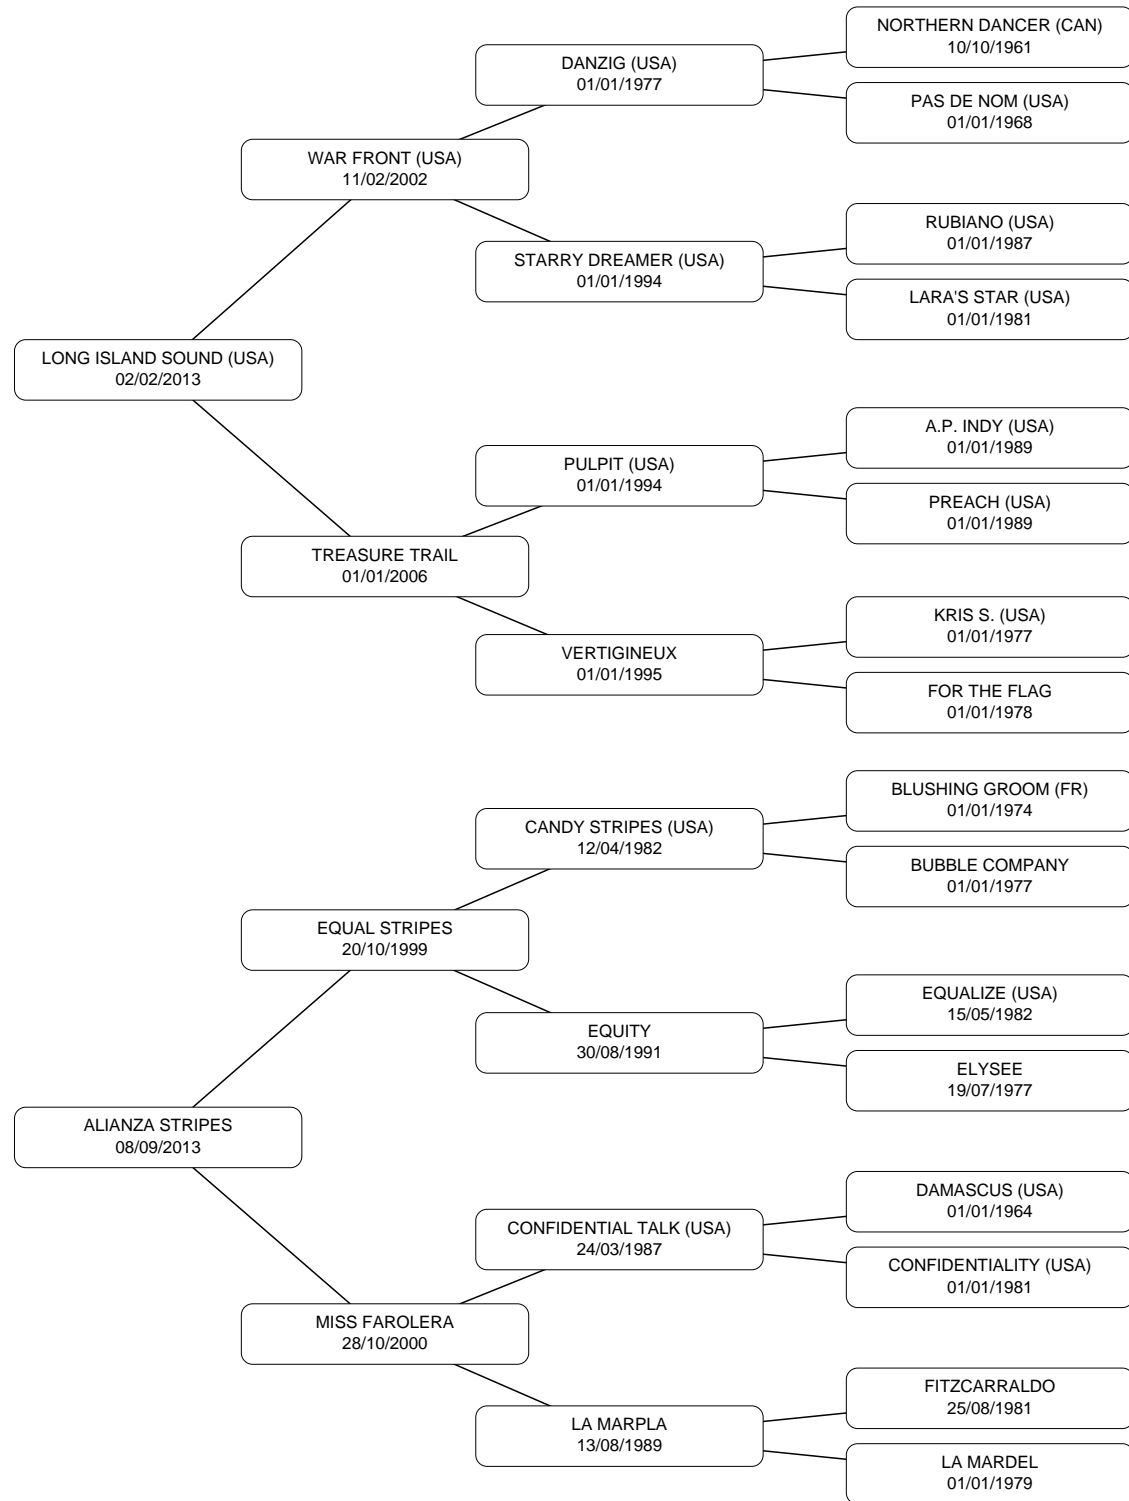 NORTHERN DANCER (CAN)
10/10/1961
DANZIG (USA)
01/01/1977
PAS DE NOM (USA)
01/01/1968
WAR FRONT (USA)
11/02/2002
RUBIANO (USA)
01/01/1987
STARRY DREAMER (USA)
01/01/1994
LARA'S STAR (USA)
01/01/1981
LONG ISLAND SOUND (USA)
02/02/2013
A.P. INDY (USA)
01/01/1989
PULPIT (USA)
01/01/1994
PREACH (USA)
01/01/1989
TREASURE TRAIL
01/01/2006
KRIS S. (USA)
01/01/1977
VERTIGINEUX
01/01/1995
FOR THE FLAG
01/01/1978
BLUSHING GROOM (FR)
01/01/1974
CANDY STRIPES (USA)
12/04/1982
BUBBLE COMPANY
01/01/1977
EQUAL STRIPES
20/10/1999
EQUALIZE (USA)
15/05/1982
EQUITY
30/08/1991
ELYSEE
19/07/1977
ALIANZA STRIPES
08/09/2013
DAMASCUS (USA)
01/01/1964
CONFIDENTIAL TALK (USA)
24/03/1987
CONFIDENTIALITY (USA)
01/01/1981
MISS FAROLERA
28/10/2000
FITZCARRALDO
25/08/1981
LA MARPLA
13/08/1989
LA MARDEL
01/01/1979